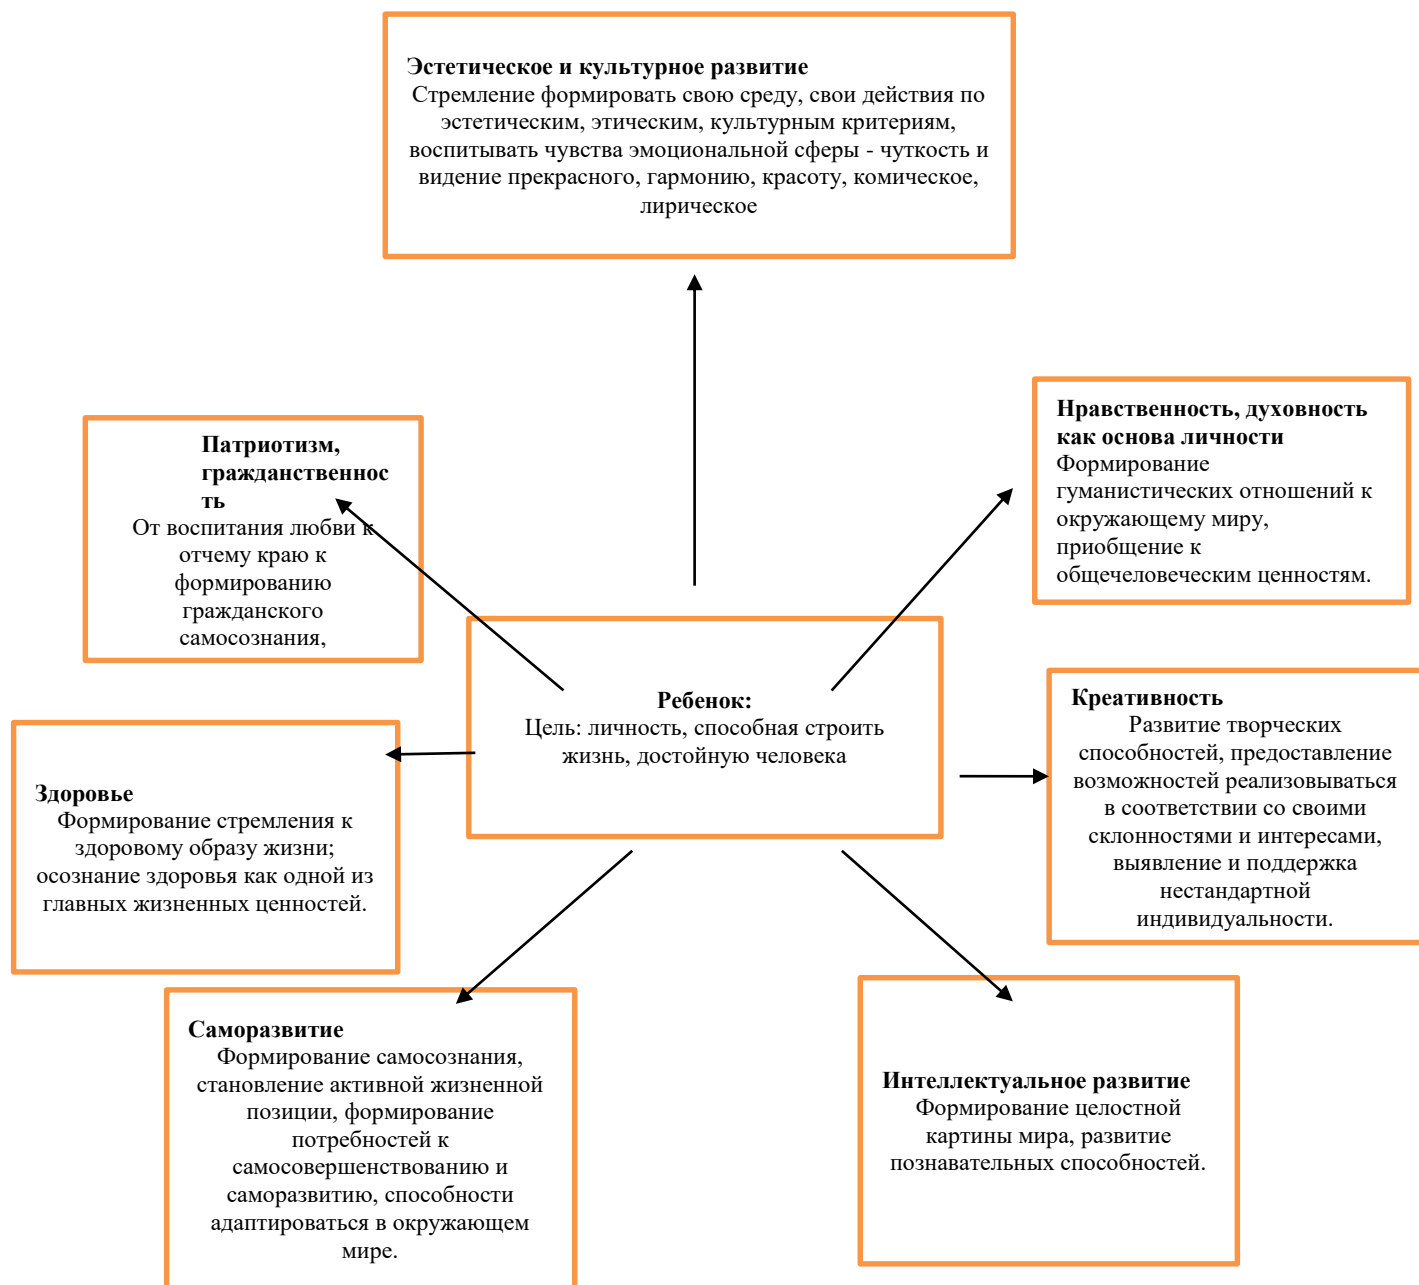 Эстетическое и культурное развитие
Стремление формировать свою среду, свои действия по
эстетическим, этическим, культурным критериям,
воспитывать чувства эмоциональной сферы - чуткость и
видение прекрасного, гармонию, красоту, комическое,
лирическое
Нравственность, духовность
как основа личности
Формирование
гуманистических отношений к
окружающему миру,
приобщение к
общечеловеческим ценностям.
Патриотизм,
гражданственнос
ть
От воспитания любви к
отчему краю к
формированию
гражданского
самосознания,
Ребенок:
Цель: личность, способная строить
жизнь, достойную человека
Креативность
Развитие творческих
способностей, предоставление
возможностей реализовываться
в соответствии со своими
склонностями и интересами,
выявление и поддержка
нестандартной
индивидуальности.
Здоровье
Формирование стремления к
здоровому образу жизни;
осознание здоровья как одной из
главных жизненных ценностей.
Саморазвитие
Формирование самосознания,
становление активной жизненной
позиции, формирование
потребностей к
самосовершенствованию и
саморазвитию, способности
адаптироваться в окружающем
мире.
Интеллектуальное развитие
Формирование целостной
картины мира, развитие
познавательных способностей.